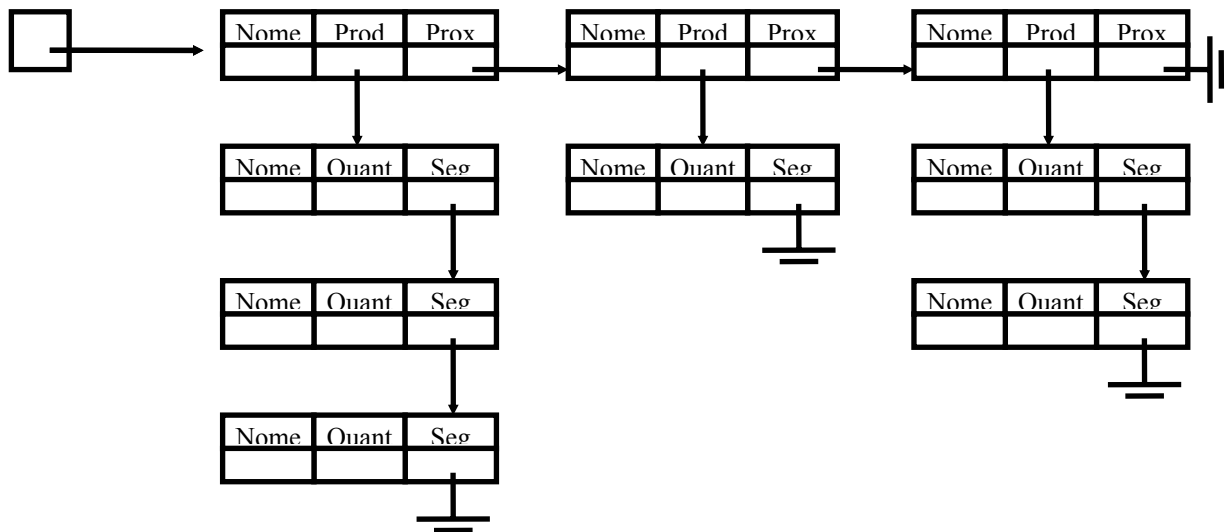 Nome Prod Prox Nome Prod Prox Nome Prod Prox
Nome Quant Seg Nome Quant Seg Nome Quant Seg
Nome Quant Seg Nome Quant Seg
Nome Quant Seg